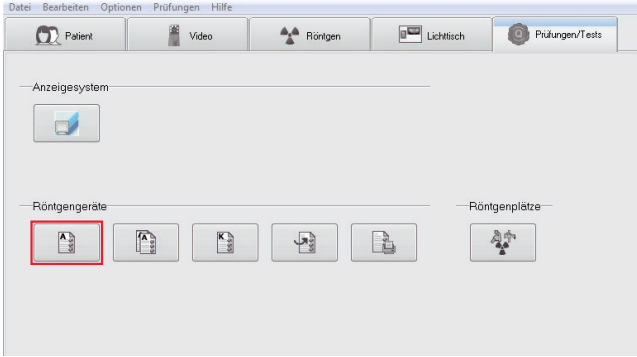 Datei Bearbeiten Optionen Prüfungen Hilfe
Patient Video Röntgen Lichttisch Prüfungen/Tests
Anzeigesystem
Röntgengeräte Röntgenplätze
A A K